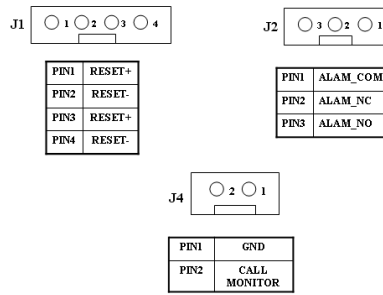 J1 1 2 3 4
J2 3 2 1
PIN1 RESET+
PIN2 RESET-
PIN3 RESET+
PIN4 RESET-
PIN1 ALAM_COM
PIN2 ALAM_NC
PIN3 ALAM_NO
J4 2 1
PIN1 GND
PIN2 CALL
MONITOR